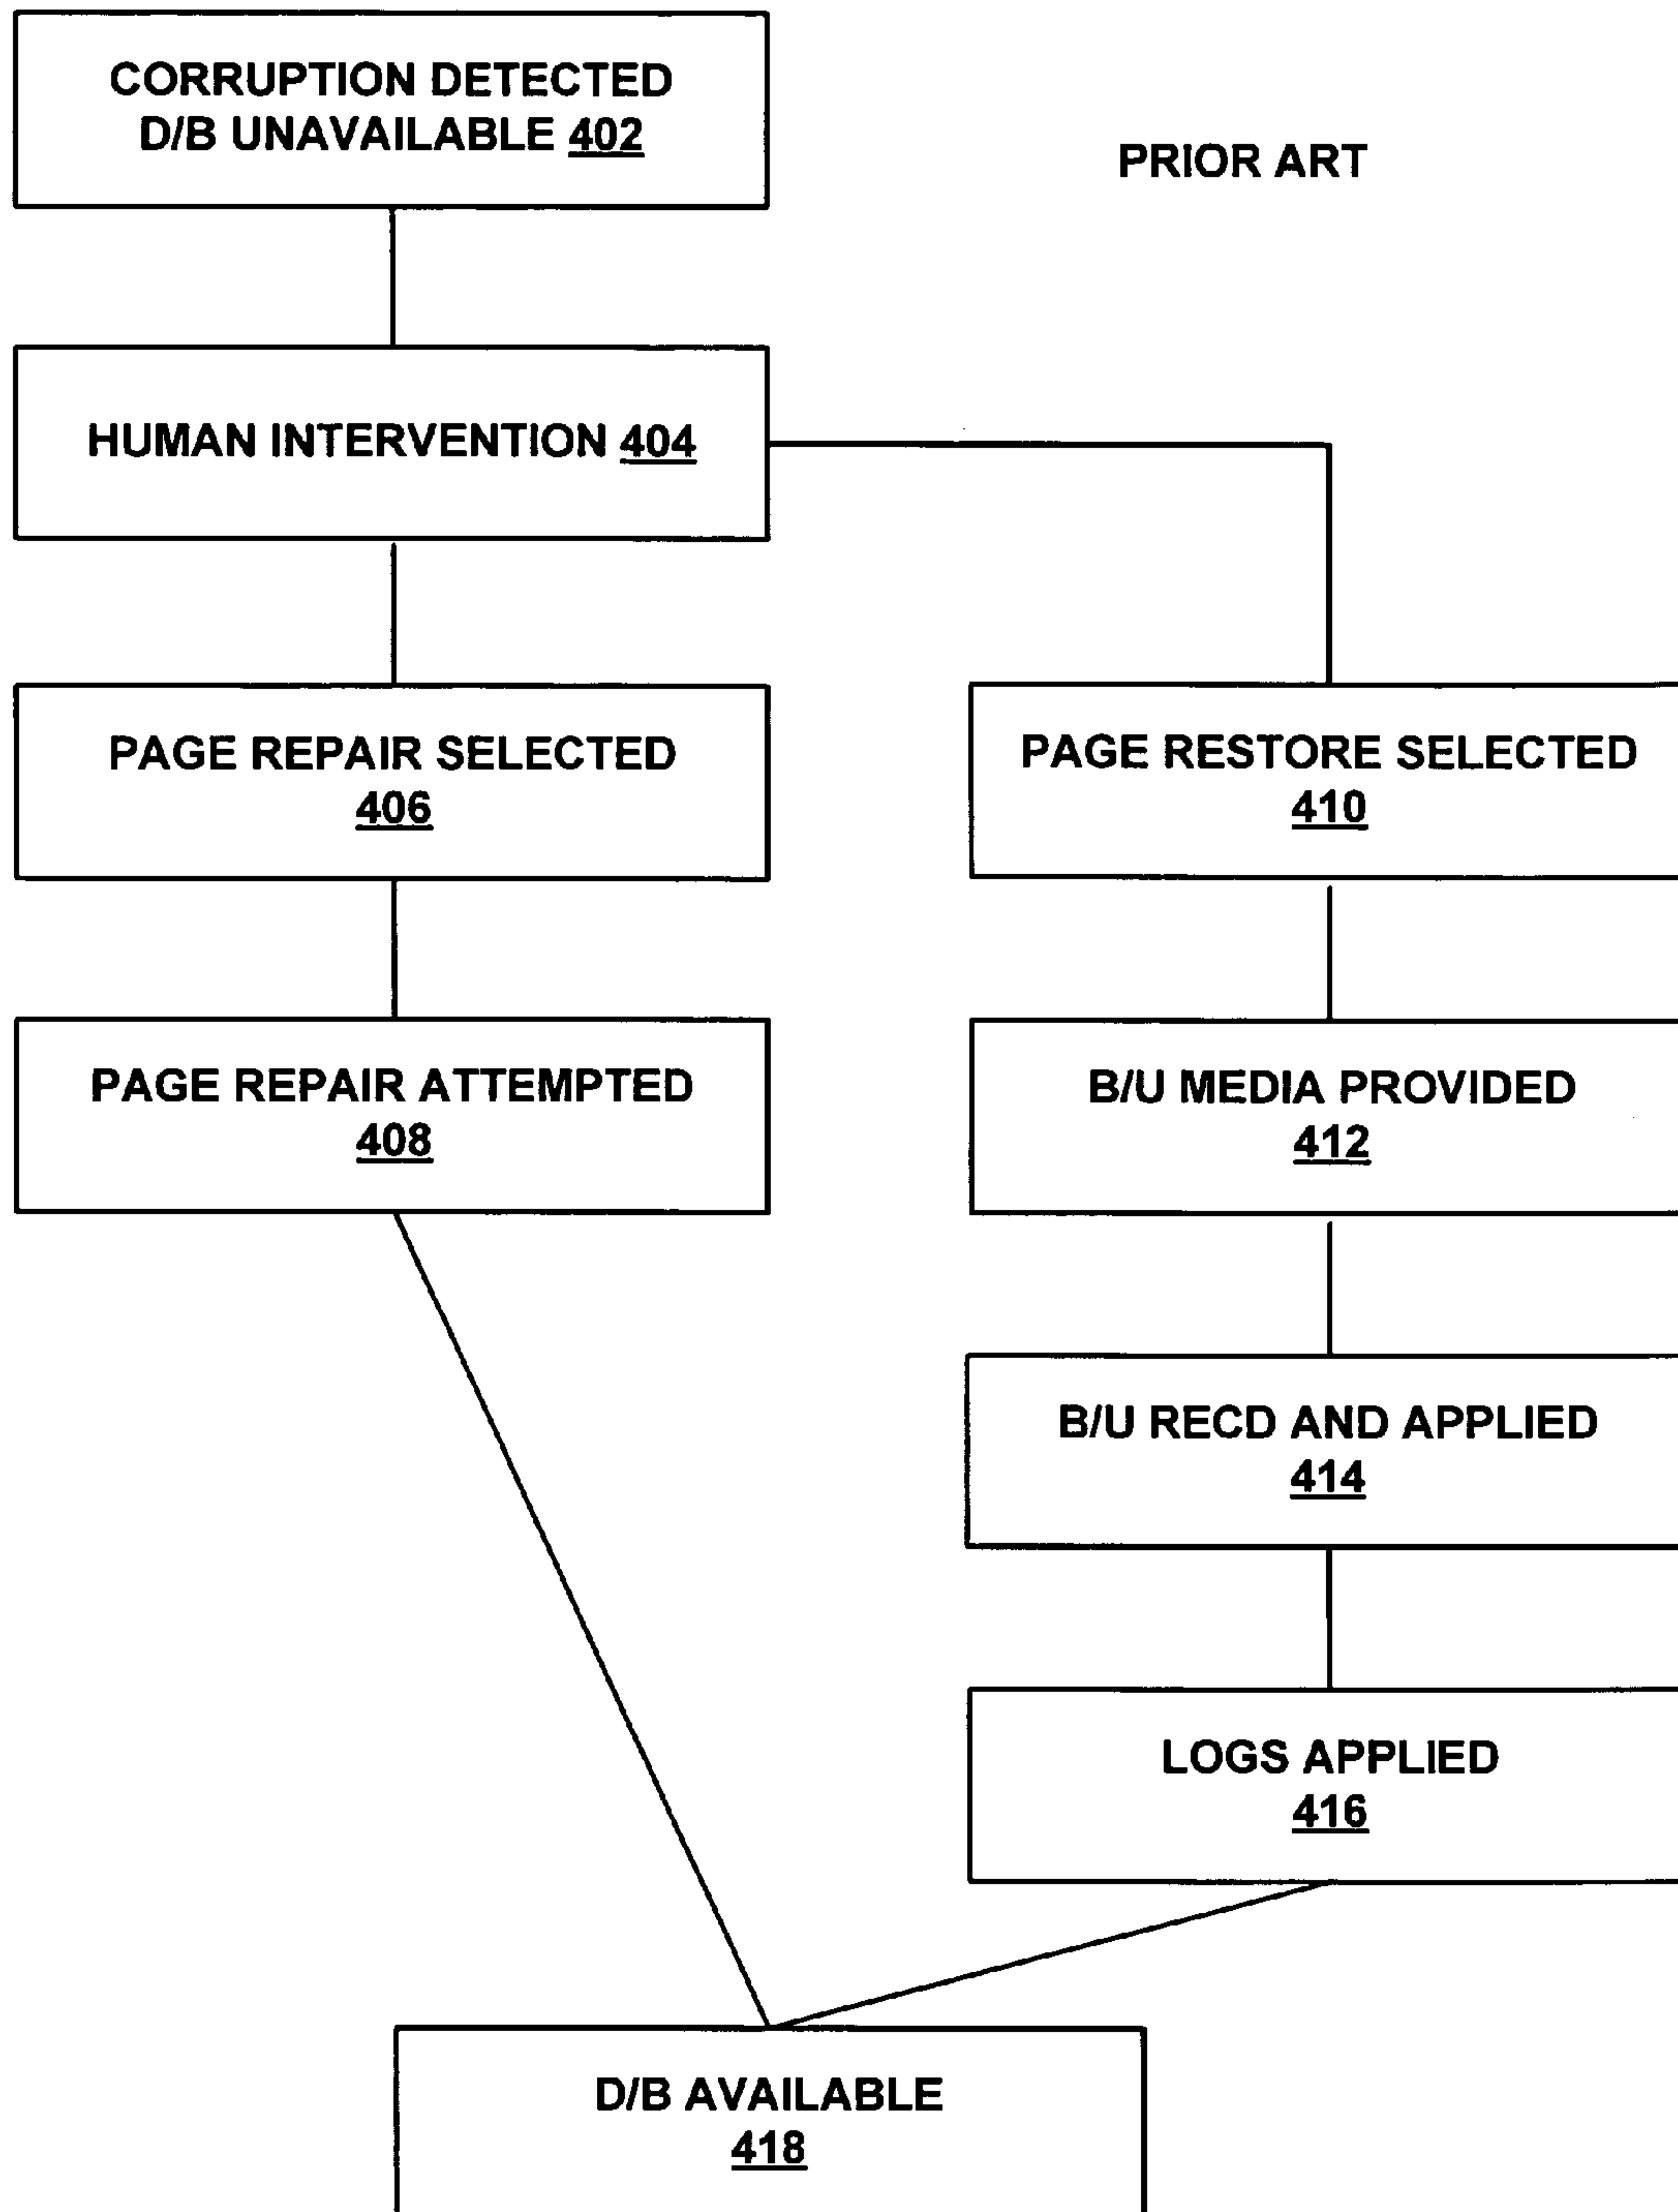 CORRUPTION DETECTED
D/B UNAVAILABLE 402
PRIOR ART
HUMAN INTERVENTION 404
PAGE REPAIR SELECTED
406
PAGE RESTORE SELECTED
410
PAGE REPAIR ATTEMPTED
408
B/U MEDIA PROVIDED
412
B/U RECD AND APPLIED
414
LOGS APPLIED
416
D/B AVAILABLE
418